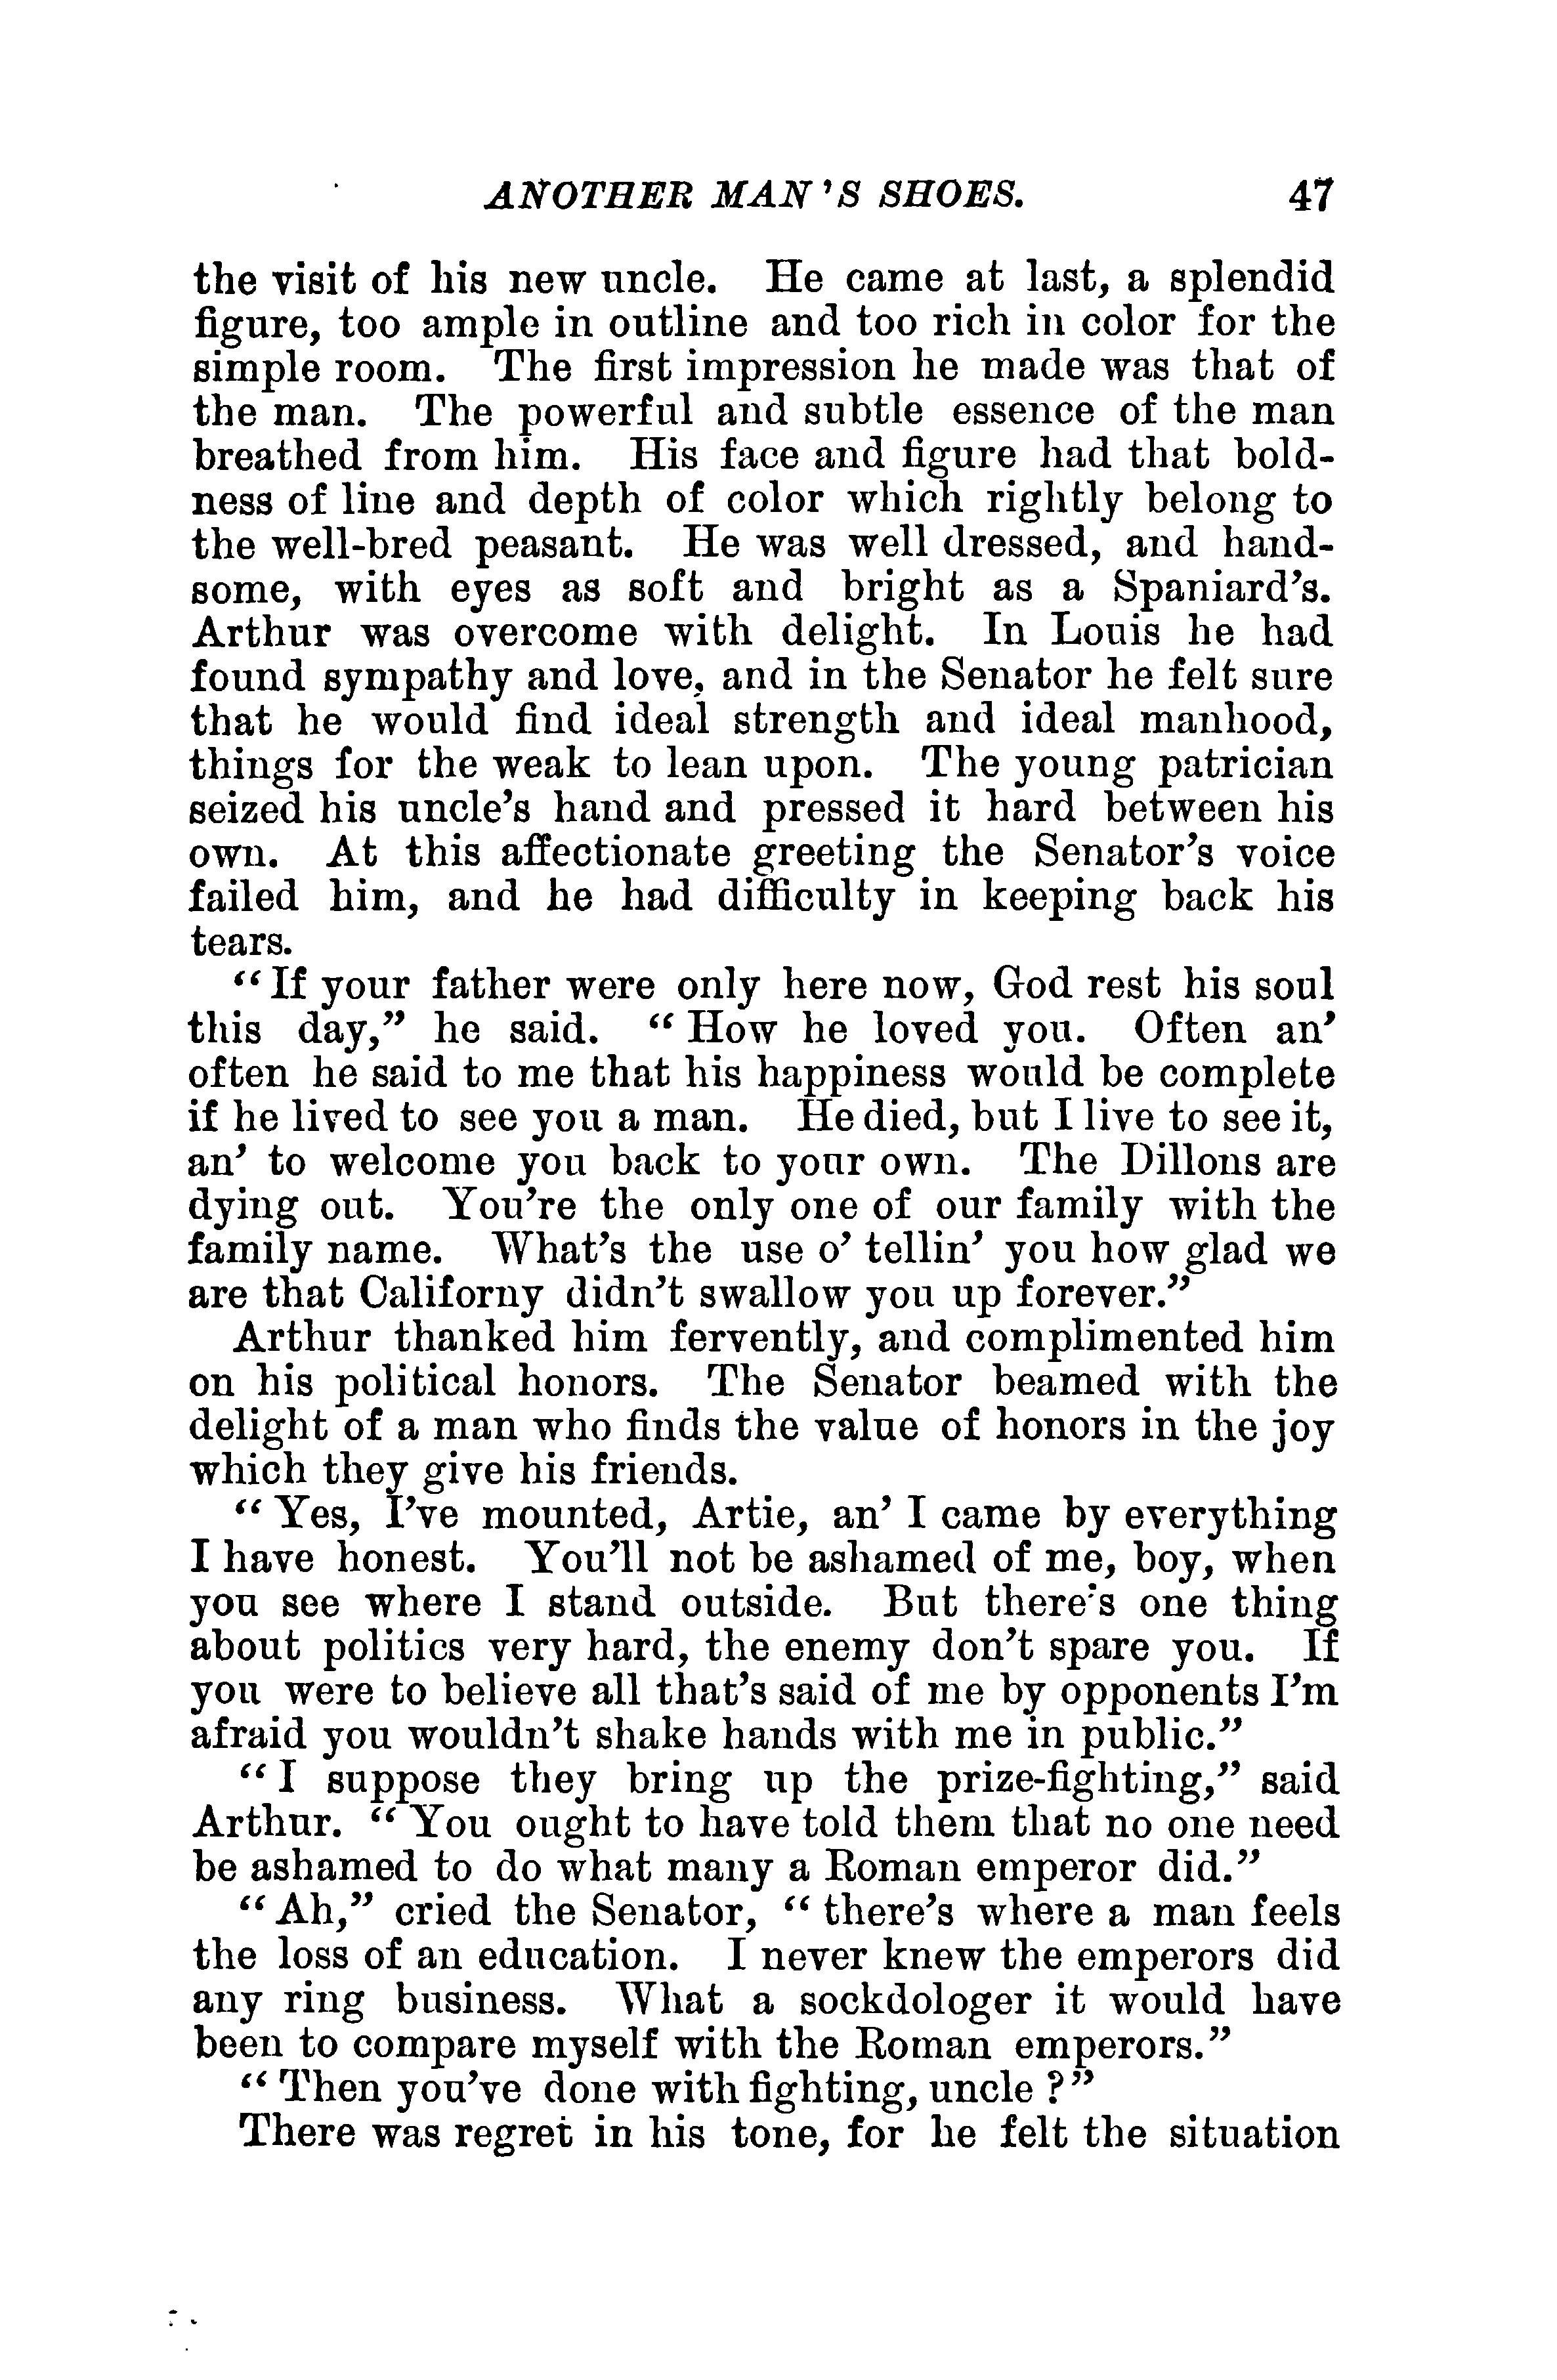 ANOTHER MAN'S SHOES. 47
the visit of his new uncle. He came at last, a splendid
figure, too ample in outline and too rich in color for the
simple room. The first impression he made was that of
the man. The powerful and subtle essence of the man
breathed from him. His face and figure had that bold-
ness of line and depth of color which rightly belong to
the well-bred peasant. He was well dressed, and hand-
some, with eyes as soft and bright as a Spaniard's.
Arthur was overcome with delight. In Louis he had
found sympathy and love, and in the Senator he felt sure
that he would find ideal strength and ideal manhood,
things for the weak to lean upon. The young patrician
seized his uncle's hand and pressed it hard between his
own. At this affectionate greeting the Senator's voice
failed him, and he had difficulty in keeping back his
tears.
“If your father were only here now, God rest his soul
this day,” he said. “How he loved you. Often an'
often he said to me that his happiness would be complete
if he lived to see you a man. He died, but I live to see it,
an' to welcome you back to your own. The Dillons are
dying out. You're the only one of our family with the
family name. What's the use o' tellin' you how glad we
are that Californy didn't swallow you up forever.”
Arthur thanked him fervently, and complimented him
on his political honors. The Senator beamed with the
delight of a man who finds the value of honors in the joy
which they give his friends.
“Yes, I've mounted, Artie, an' I came by everything
I have honest. You'll not be ashamed of me, boy, when
you see where I stand outside. But there's one thing
about politics very hard, the enemy don't spare you. If
you were to believe all that's said of me by opponents I'm
afraid you wouldn't shake hands with me in public.”
“I suppose they bring up the prize-fighting,” said
Arthur. “You ought to have told them that no one need
be ashamed to do what many a Roman emperor did.”
“Ah,” cried the Senator, “there's where a man feels
the loss of an education. I never knew the emperors did
any ring business. What a sockdologer it would have
been to compare myself with the Roman emperors.”
“Then you've done with fighting, uncle?”
There was regret in his tone, for he felt the situation